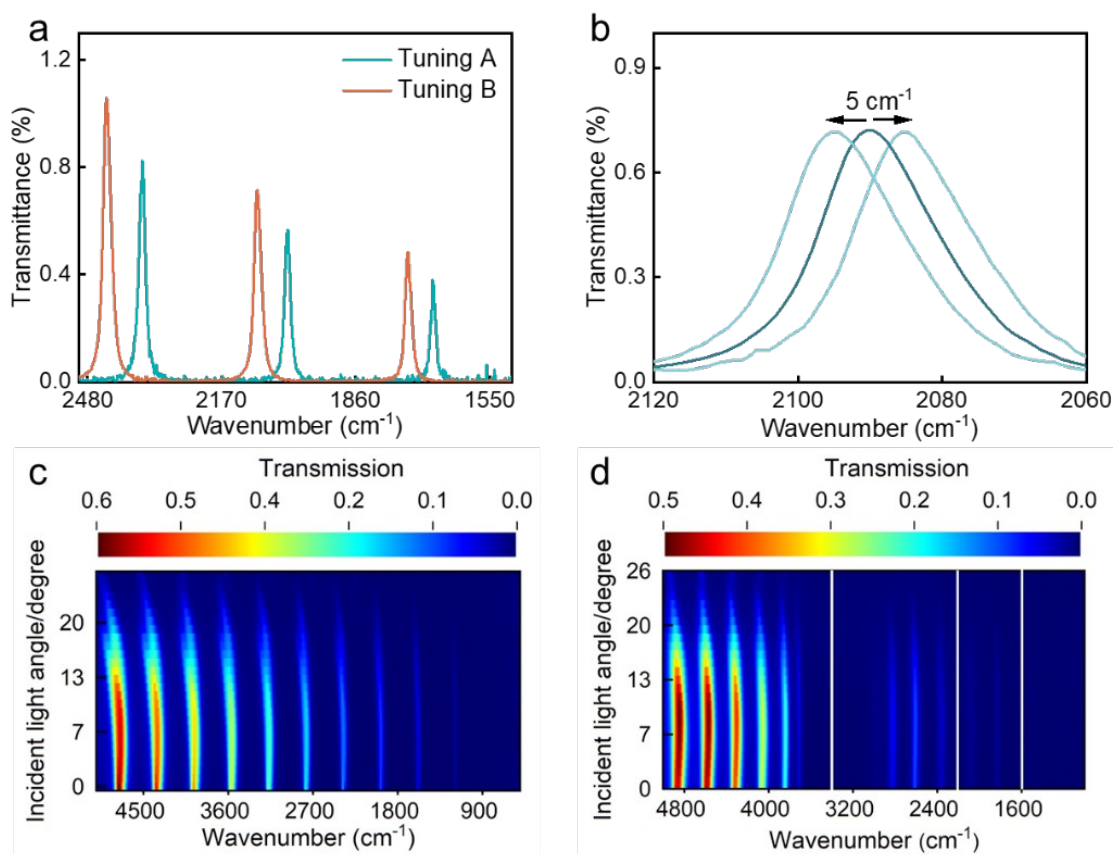 a
Tuning A
Tuning B
1.2
0.8
0.4
0.0
Transmittance (%)
2480 2170 1860 1550
Wavenumber (cm⁻¹)
b
5 cm⁻¹
0.9
0.6
0.3
0.0
Transmittance (%)
2120 2100 2080 2060
Wavenumber (cm⁻¹)
c
Transmission
0.6 0.5 0.4 0.2 0.1 0.0
Incident light angle/degree
20
13
7
0
4500 3600 2700 1800 900
Wavenumber (cm⁻¹)
d
Transmission
0.5 0.4 0.3 0.2 0.1 0.0
Incident light angle/degree
26
20
13
7
0
4800 4000 3200 2400 1600
Wavenumber (cm⁻¹)